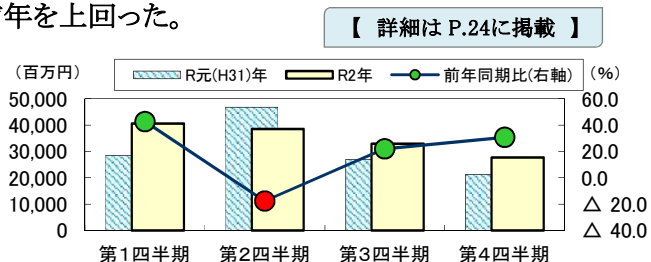 年を上回った。
【 詳細は P.24に掲載 】
（百万円） R元(H31)年 R2年 前年同期比(右軸) (%)
50,000 60.0
40,000 40.0
30,000 20.0
20,000 0.0
10,000 △ 20.0
0 △ 40.0
第1四半期 第2四半期 第3四半期 第4四半期